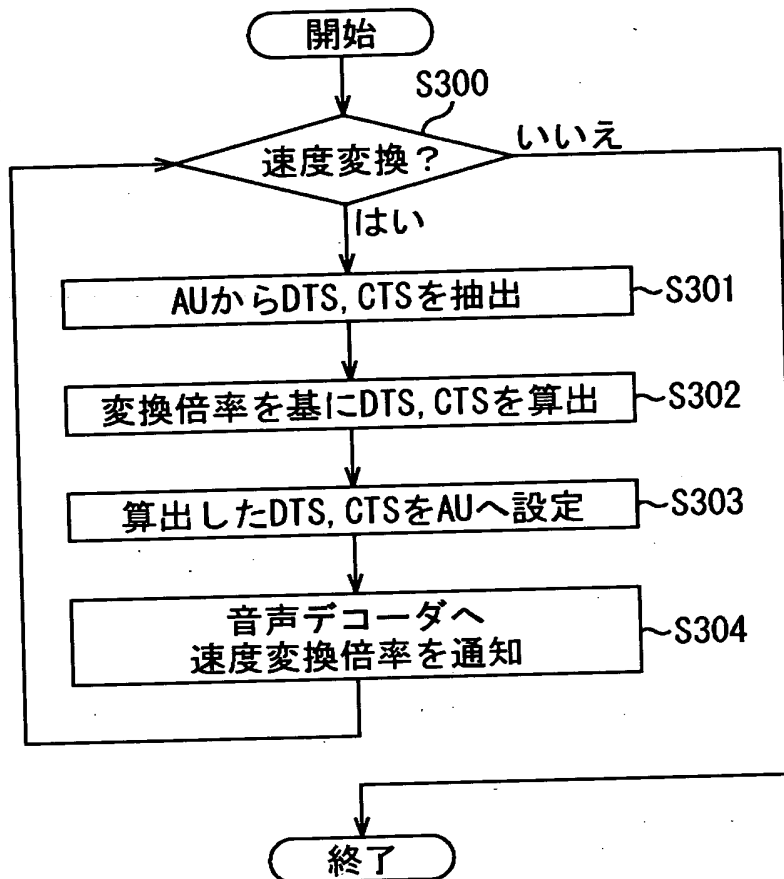 開始
S300
速度変換?
いいえ
はい
AUからDTS, CTSを抽出
S301
変換倍率を基にDTS, CTSを算出
S302
算出したDTS, CTSをAUへ設定
S303
音声デコーダへ
速度変換倍率を通知
S304
終了